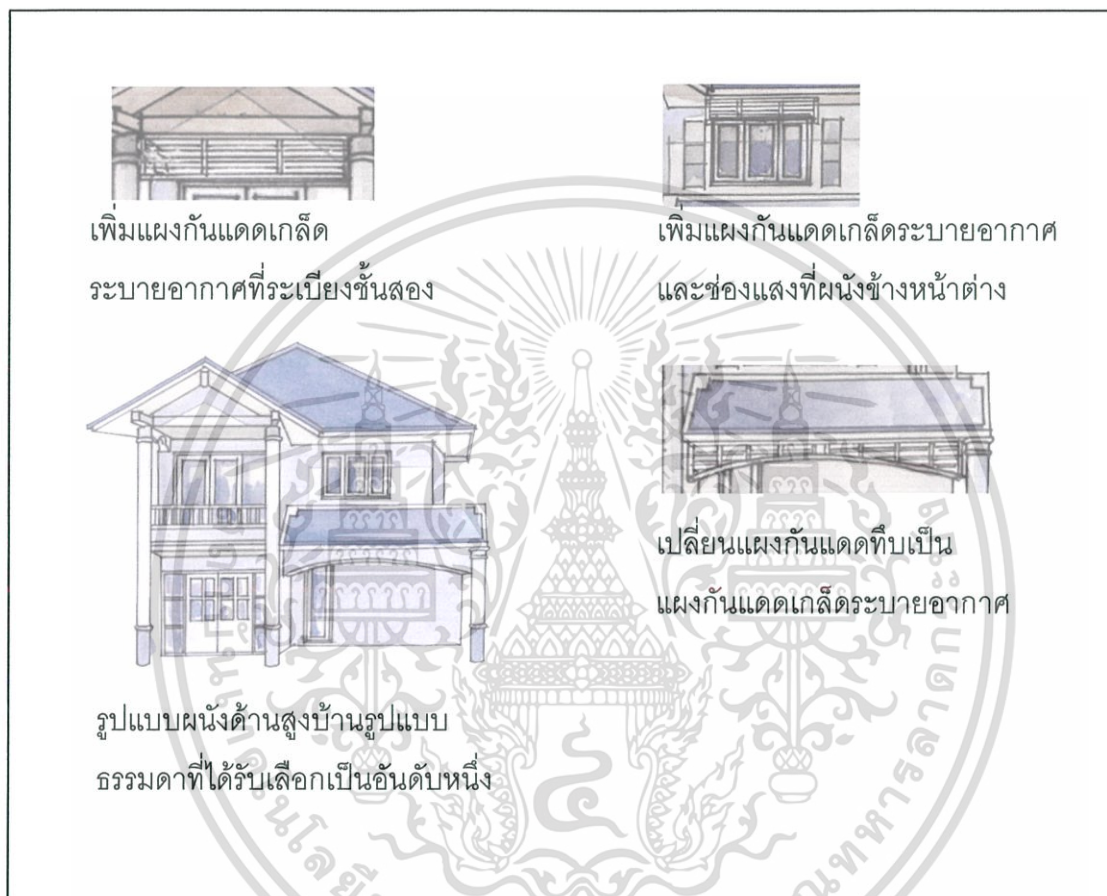 เพิ่มแผงกันแดดเกล็ด
ระบายอากาศที่ระเบียงชั้นสอง
เพิ่มแผงกันแดดเกล็ดระบายอากาศ
และช่องแสงที่ผนังข้างหน้าต่าง
เปลี่ยนแผงกันแดดทึบเป็น
แผงกันแดดเกล็ดระบายอากาศ
รูปแบบผนังด้านสูงบ้านรูปแบบ
ธรรมดาที่ได้รับเลือกเป็นอันดับหนึ่ง